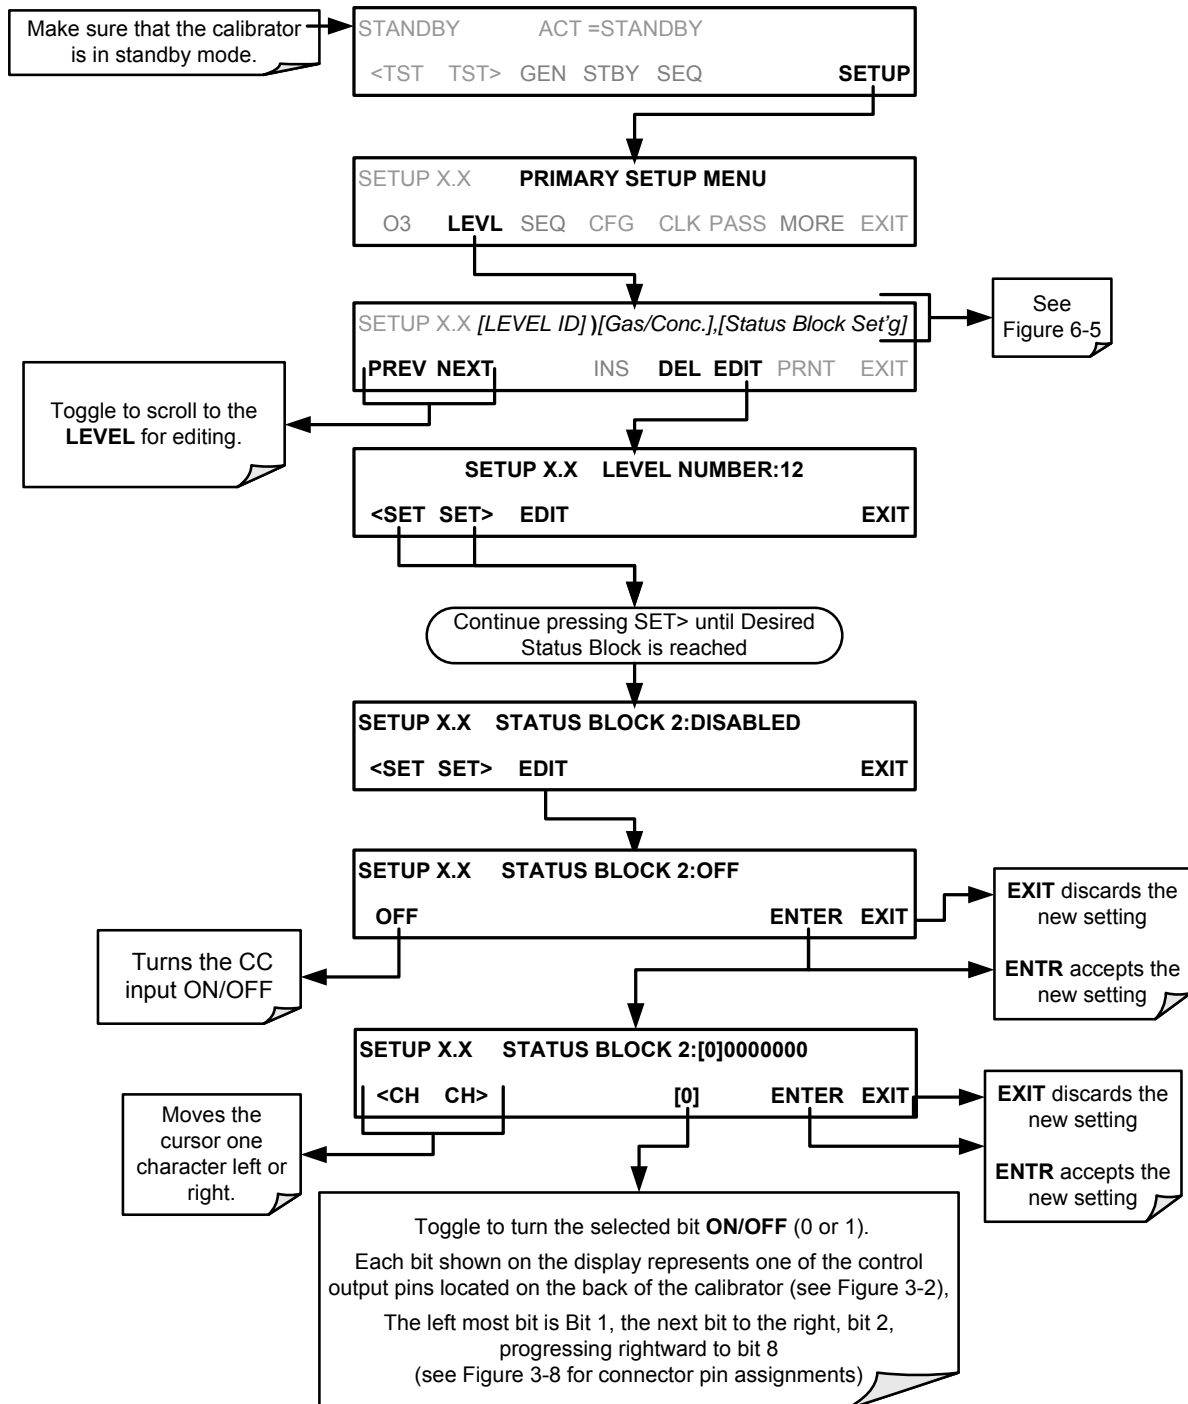 Make sure that the calibrator
is in standby mode.
STANDBY ACT =STANDBY
<TST TST> GEN STBY SEQ SETUP
SETUP X.X PRIMARY SETUP MENU
O3 LEVL SEQ CFG CLK PASS MORE EXIT
SETUP X.X [LEVEL ID] )[Gas/Conc.],[Status Block Set'g]
PREV NEXT INS DEL EDIT PRNT EXIT
See
Figure 6-5
Toggle to scroll to the
LEVEL for editing.
SETUP X.X LEVEL NUMBER:12
<SET SET> EDIT EXIT
Continue pressing SET> until Desired
Status Block is reached
SETUP X.X STATUS BLOCK 2:DISABLED
<SET SET> EDIT EXIT
SETUP X.X STATUS BLOCK 2:OFF
OFF ENTER EXIT
EXIT discards the
new setting
ENTR accepts the
new setting
Turns the CC
input ON/OFF
SETUP X.X STATUS BLOCK 2:[0]0000000
<CH CH> [0] ENTER EXIT
EXIT discards the
new setting
ENTR accepts the
new setting
Moves the
cursor one
character left or
right.
Toggle to turn the selected bit ON/OFF (0 or 1).
Each bit shown on the display represents one of the control
output pins located on the back of the calibrator (see Figure 3-2),
The left most bit is Bit 1, the next bit to the right, bit 2,
progressing rightward to bit 8
(see Figure 3-8 for connector pin assignments)